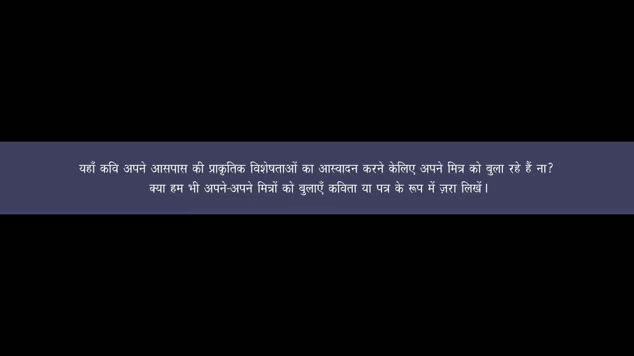 यहाँ कवि अपने आसपास की प्राकृतिक विशेषताओं का आस्वादन करने केलिए अपने मित्र को बुला रहे हैं ना?
क्या हम भी अपने-अपने मित्रों को बुलाएँ कविता या पत्र के रूप में ज़रा लिखें।